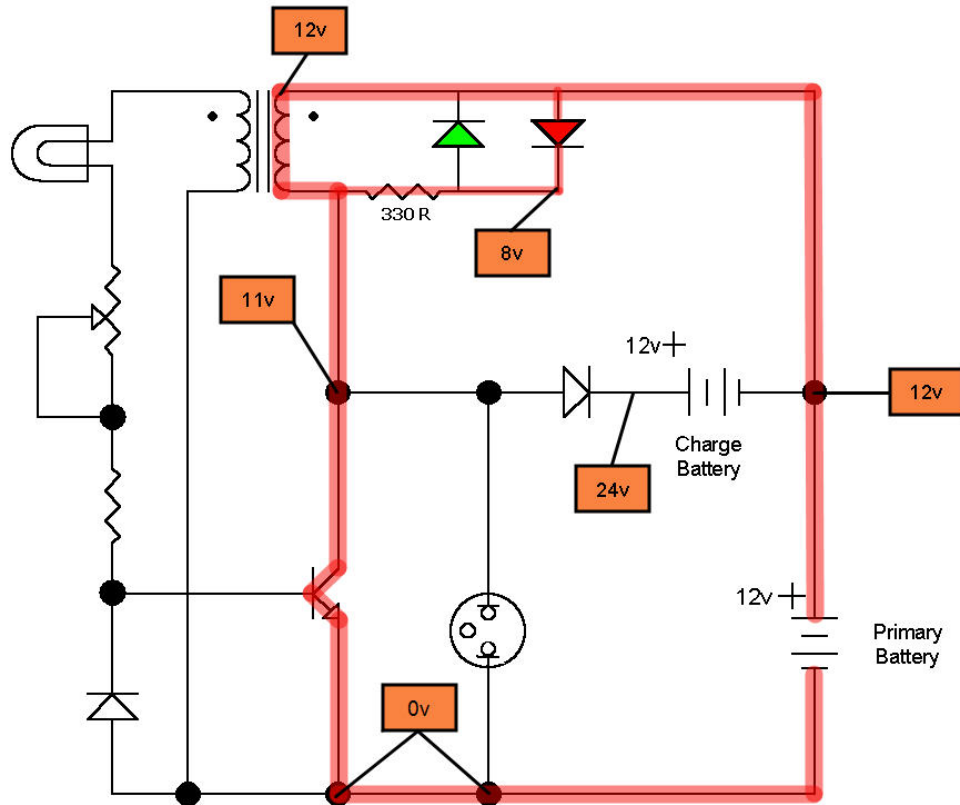 12v
330 R
8v
11v
12v+
12v
Charge
Battery
24v
12v+
Primary
Battery
0v